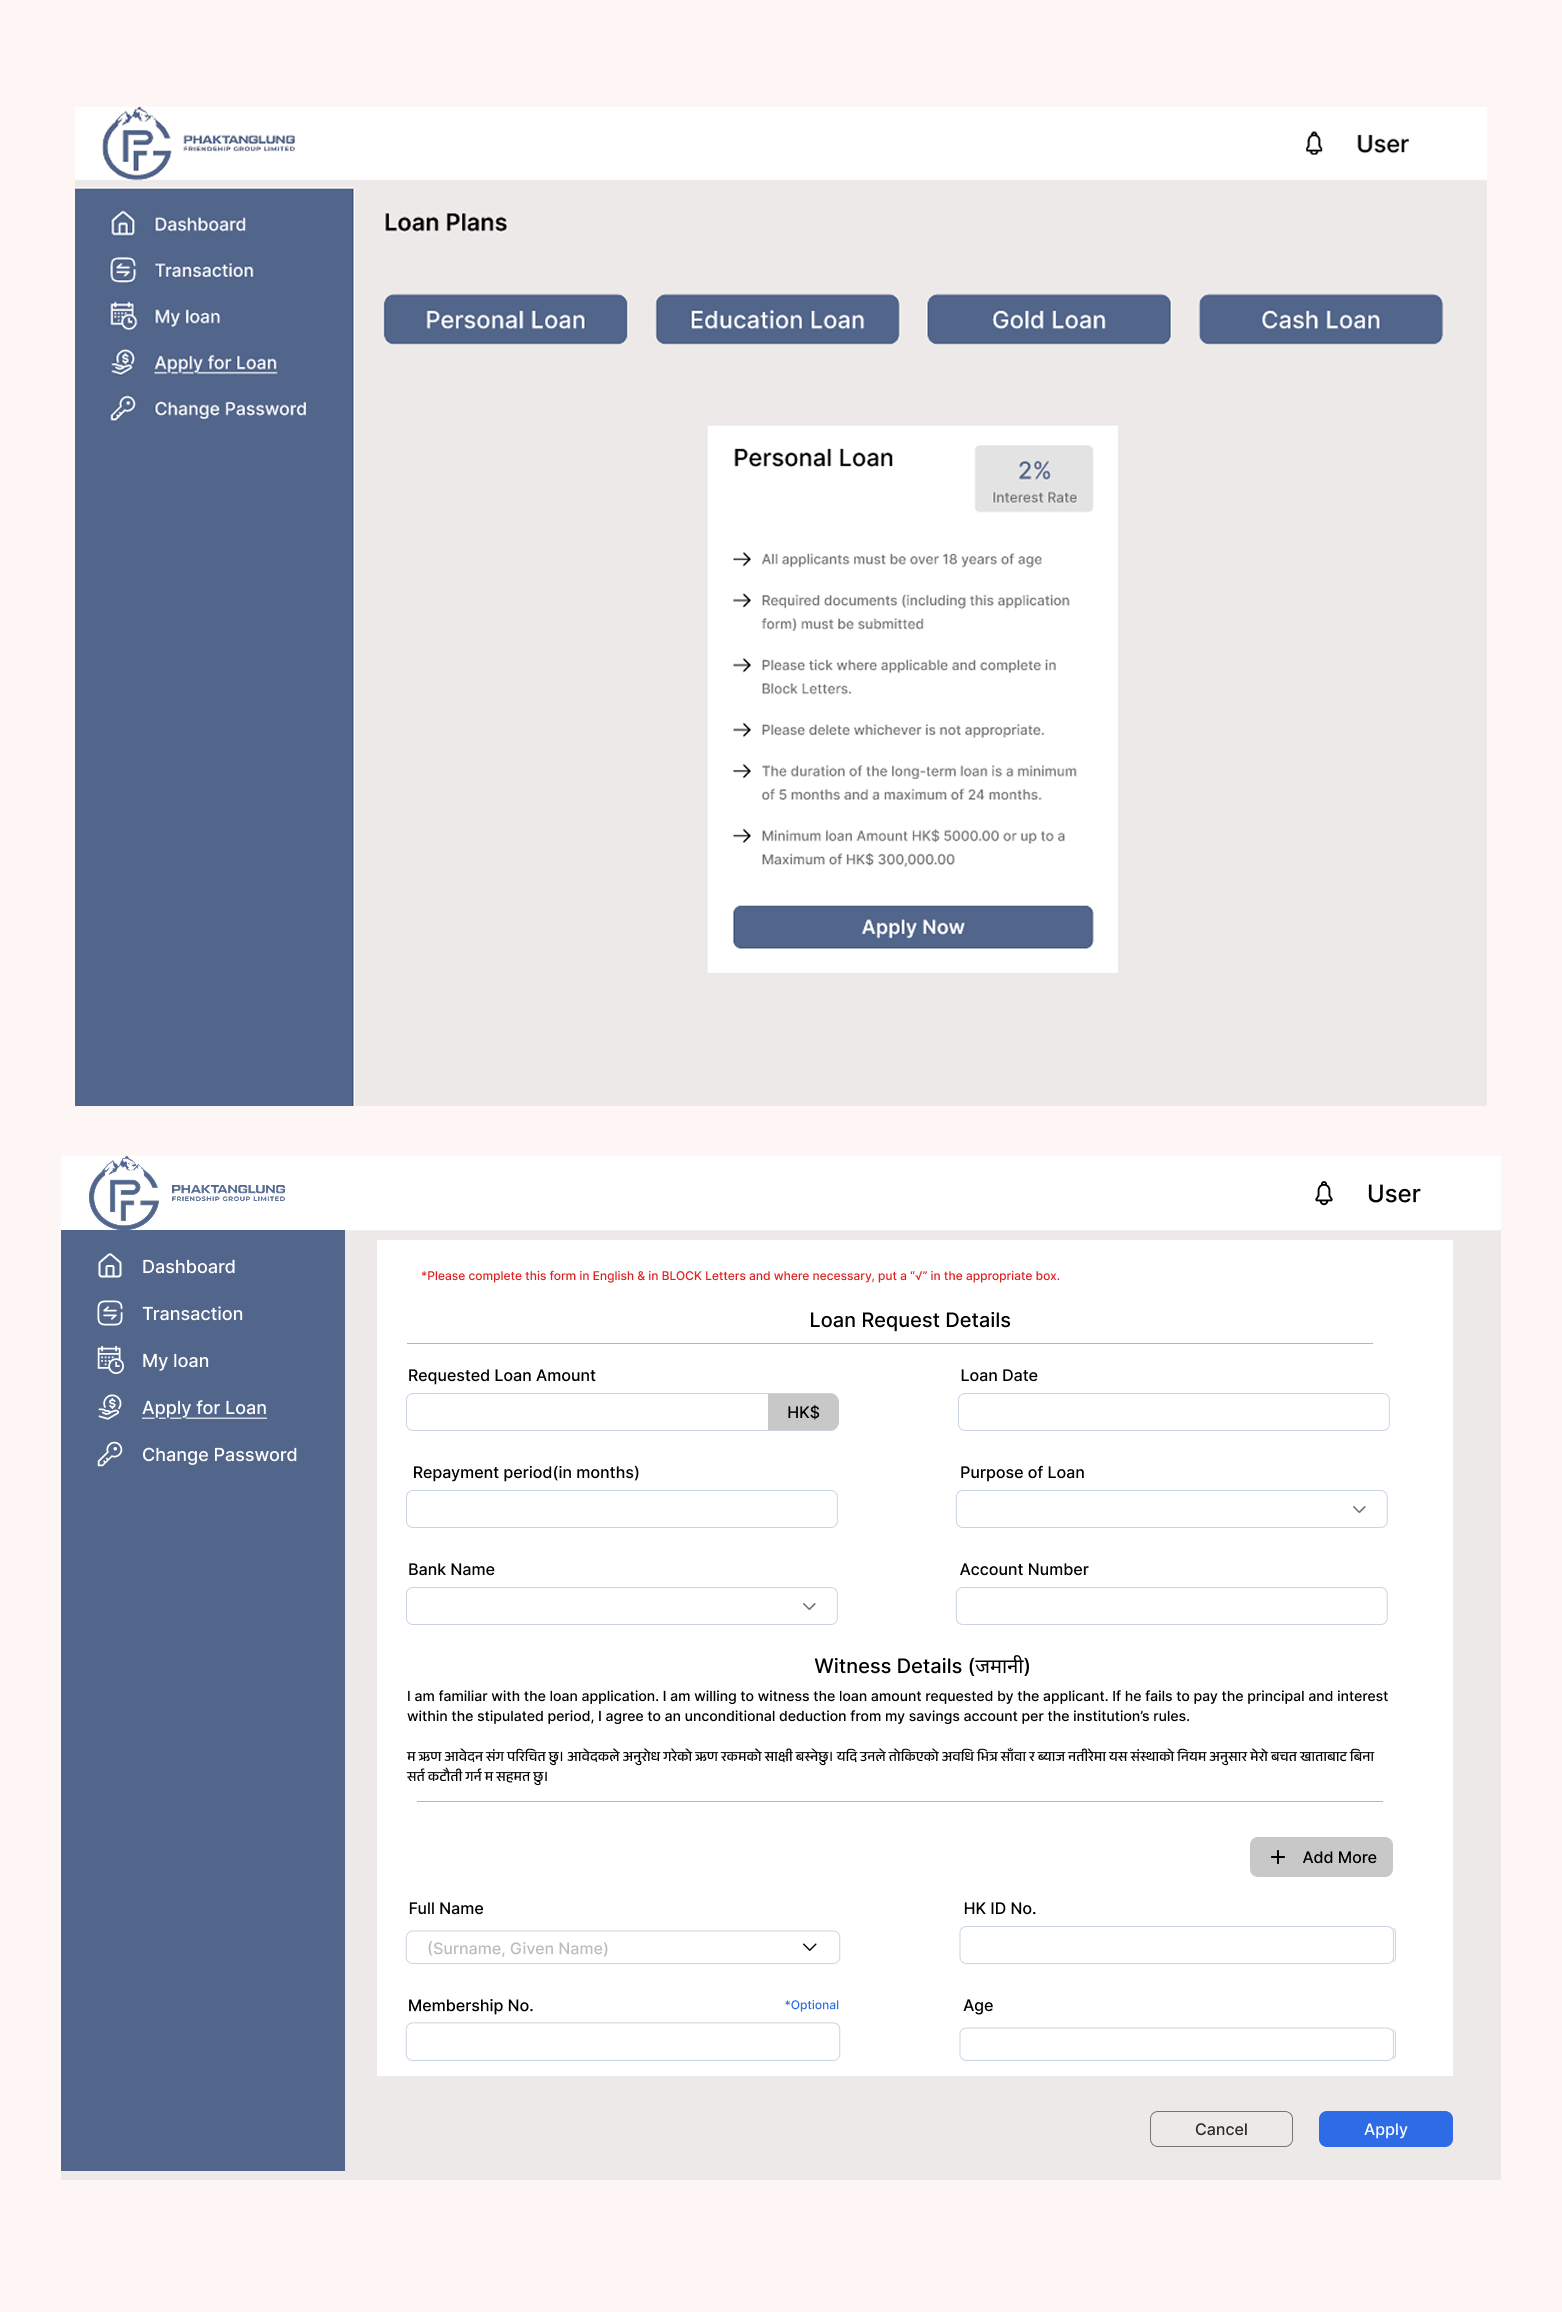 PHAKTANGLUNG
FRIENDSHIP GROUP LIMITED
User
Dashboard
Transaction
My loan
Apply for Loan
Change Password
Loan Plans
Personal Loan
Education Loan
Gold Loan
Cash Loan
Personal Loan
2%
Interest Rate
All applicants must be over 18 years of age
Required documents (including this application
form) must be submitted
Please tick where applicable and complete in
Block Letters.
Please delete whichever is not appropriate.
The duration of the long-term loan is a minimum
of 5 months and a maximum of 24 months.
Minimum loan Amount HK$ 5000.00 or up to a
Maximum of HK$ 300,000.00
Apply Now
PHAKTANGLUNG
FRIENDSHIP GROUP LIMITED
User
Dashboard
Transaction
My loan
Apply for Loan
Change Password
*Please complete this form in English & in BLOCK Letters and where necessary, put a “√” in the appropriate box.
Loan Request Details
Requested Loan Amount
HK$
Loan Date
Repayment period(in months)
Purpose of Loan
Bank Name
Account Number
Witness Details (जमानी)
I am familiar with the loan application. I am willing to witness the loan amount requested by the applicant. If he fails to pay the principal and interest
within the stipulated period, I agree to an unconditional deduction from my savings account per the institution’s rules.
म ऋण आवेदन संग परिचित छु। आवेदकले अनुरोध गरेको ऋण रकमको साक्षी बस्नेछु। यदि उनले तोकिएको अवधि भित्र साँवा र ब्याज नतीरेमा यस संस्थाको नियम अनुसार मेरो बचत खाताबाट बिना
सर्त कटौती गर्न म सहमत छु।
+ Add More
Full Name
(Surname, Given Name)
HK ID No.
Membership No.
*Optional
Age
Cancel
Apply